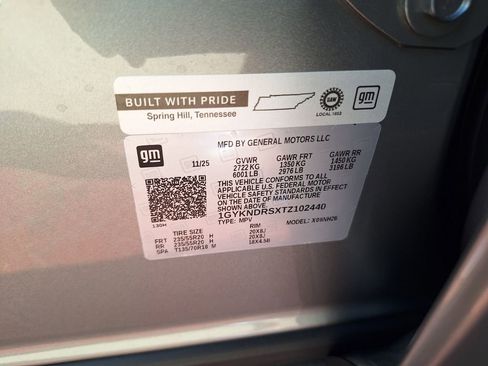 BUILT WITH PRIDE
Spring Hill, Tennessee
UAW
LOCAL 1853
gm
gm
MFD BY GENERAL MOTORS LLC
11/25 GVWR GAWR FRT GAWR RR
2722 KG 1350 KG 1450 KG
6001 LB 2976 LB 3196 LB
THIS VEHICLE CONFORMS TO ALL
APPLICABLE U.S. FEDERAL MOTOR
VEHICLE SAFETY STANDARDS IN EFFECT ON
THE DATE OF MANUFACTURE
SHOWN ABOVE.
1GYKNDRSXTZ102440
TYPE: MPV MODEL: X09NH26
130H
TIRE SIZE RIM
FRT 235/55R20 H 20X8J
RR 235/55R20 H 20X8J
SPA T135/70R18 M 18X4.5B